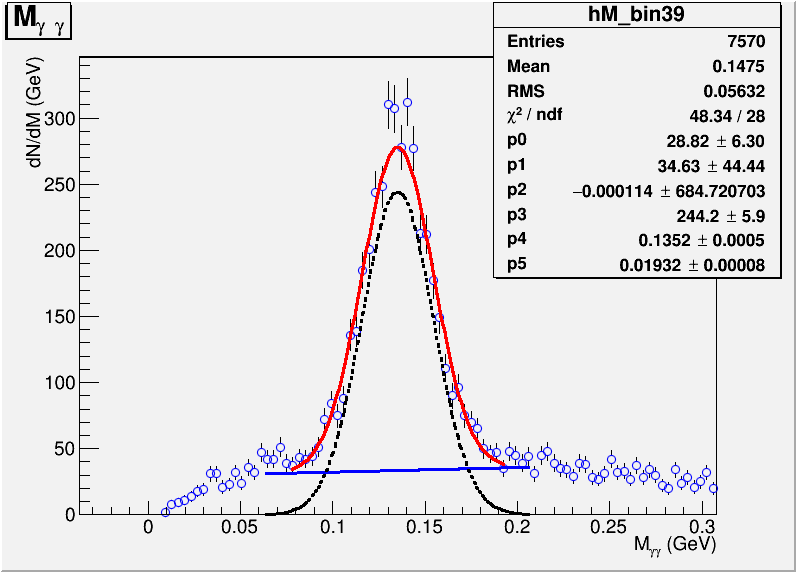 M γ γ
hM_bin39
Entries 7570
Mean 0.1475
RMS 0.05632
χ² / ndf 48.34 / 28
p0 28.82 ± 6.30
p1 34.63 ± 44.44
p2 −0.000114 ± 684.720703
p3 244.2 ± 5.9
p4 0.1352 ± 0.0005
p5 0.01932 ± 0.00008
dN/dM (GeV)
300
250
200
150
100
50
0
0 0.05 0.1 0.15 0.2 0.25 0.3
M γγ (GeV)